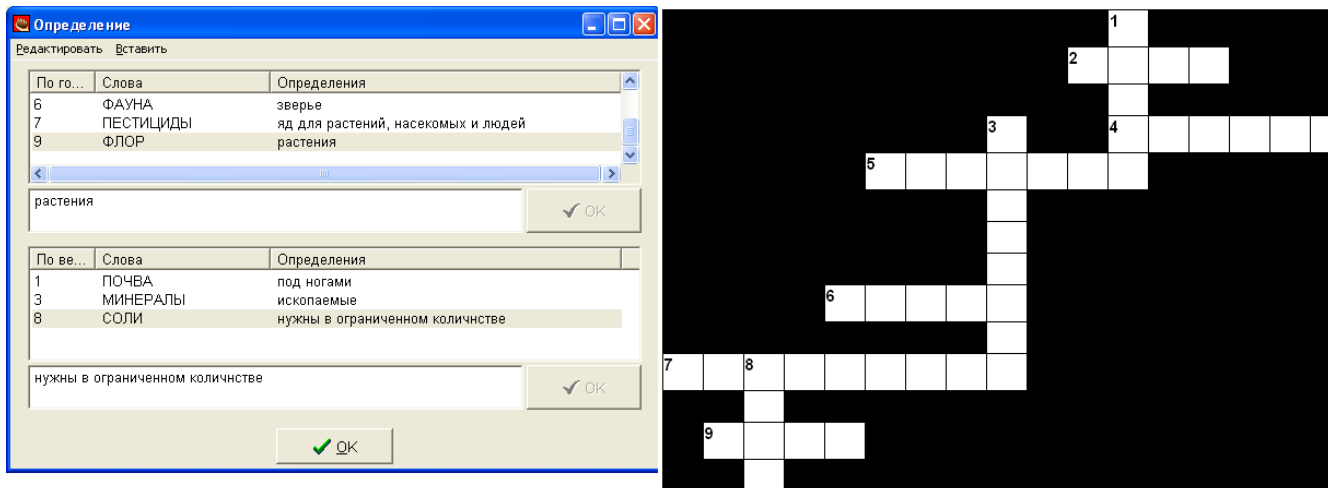 Определение
Редактировать Вставить
По го... Слова Определения
6 ФАУНА зверье
7 ПЕСТИЦИДЫ яд для растений, насекомых и людей
9 ФЛОР растения
растения
OK
По ве... Слова Определения
1 ПОЧВА под ногами
3 МИНЕРАЛЫ ископаемые
8 СОЛИ нужны в ограниченном количнстве
нужны в ограниченном количнстве
OK
OK
1
2
3 4
5
6
7 8
9